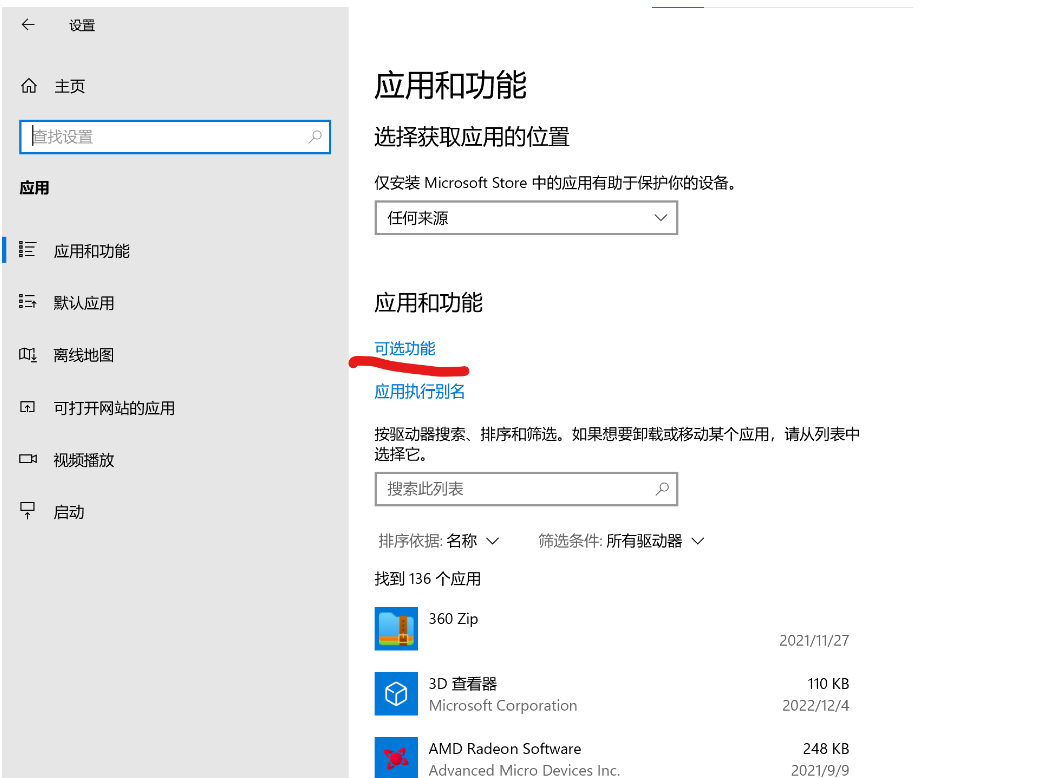 设置
主页
查找设置
应用
应用和功能
默认应用
离线地图
可打开网站的应用
视频播放
启动
应用和功能
选择获取应用的位置
仅安装 Microsoft Store 中的应用有助于保护你的设备。
任何来源
应用和功能
可选功能
应用执行别名
按驱动器搜索、排序和筛选。如果想要卸载或移动某个应用，请从列表中
选择它。
搜索此列表
排序依据: 名称 筛选条件: 所有驱动器
找到 136 个应用
360 Zip
2021/11/27
3D 查看器 110 KB
Microsoft Corporation 2022/12/4
AMD Radeon Software 248 KB
Advanced Micro Devices Inc. 2021/9/9